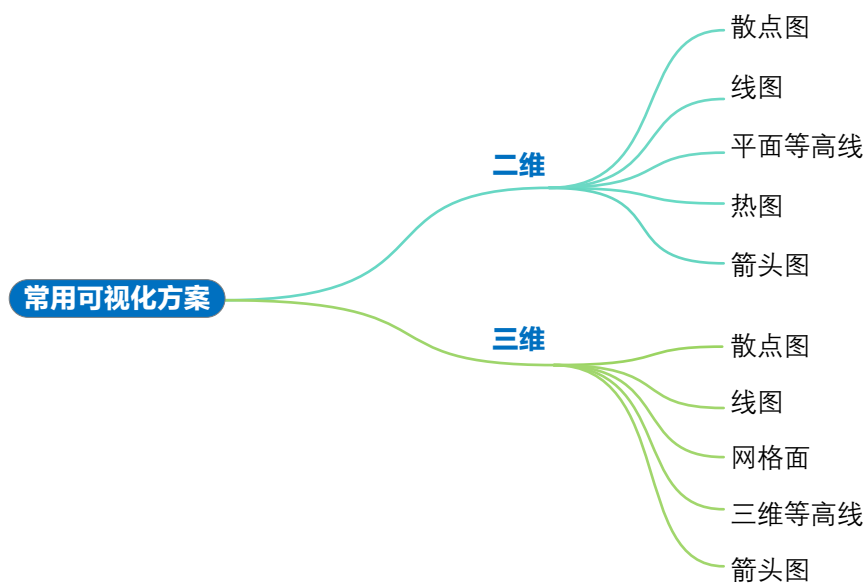 常用可视化方案
二维
散点图
线图
平面等高线
热图
箭头图
三维
散点图
线图
网格面
三维等高线
箭头图